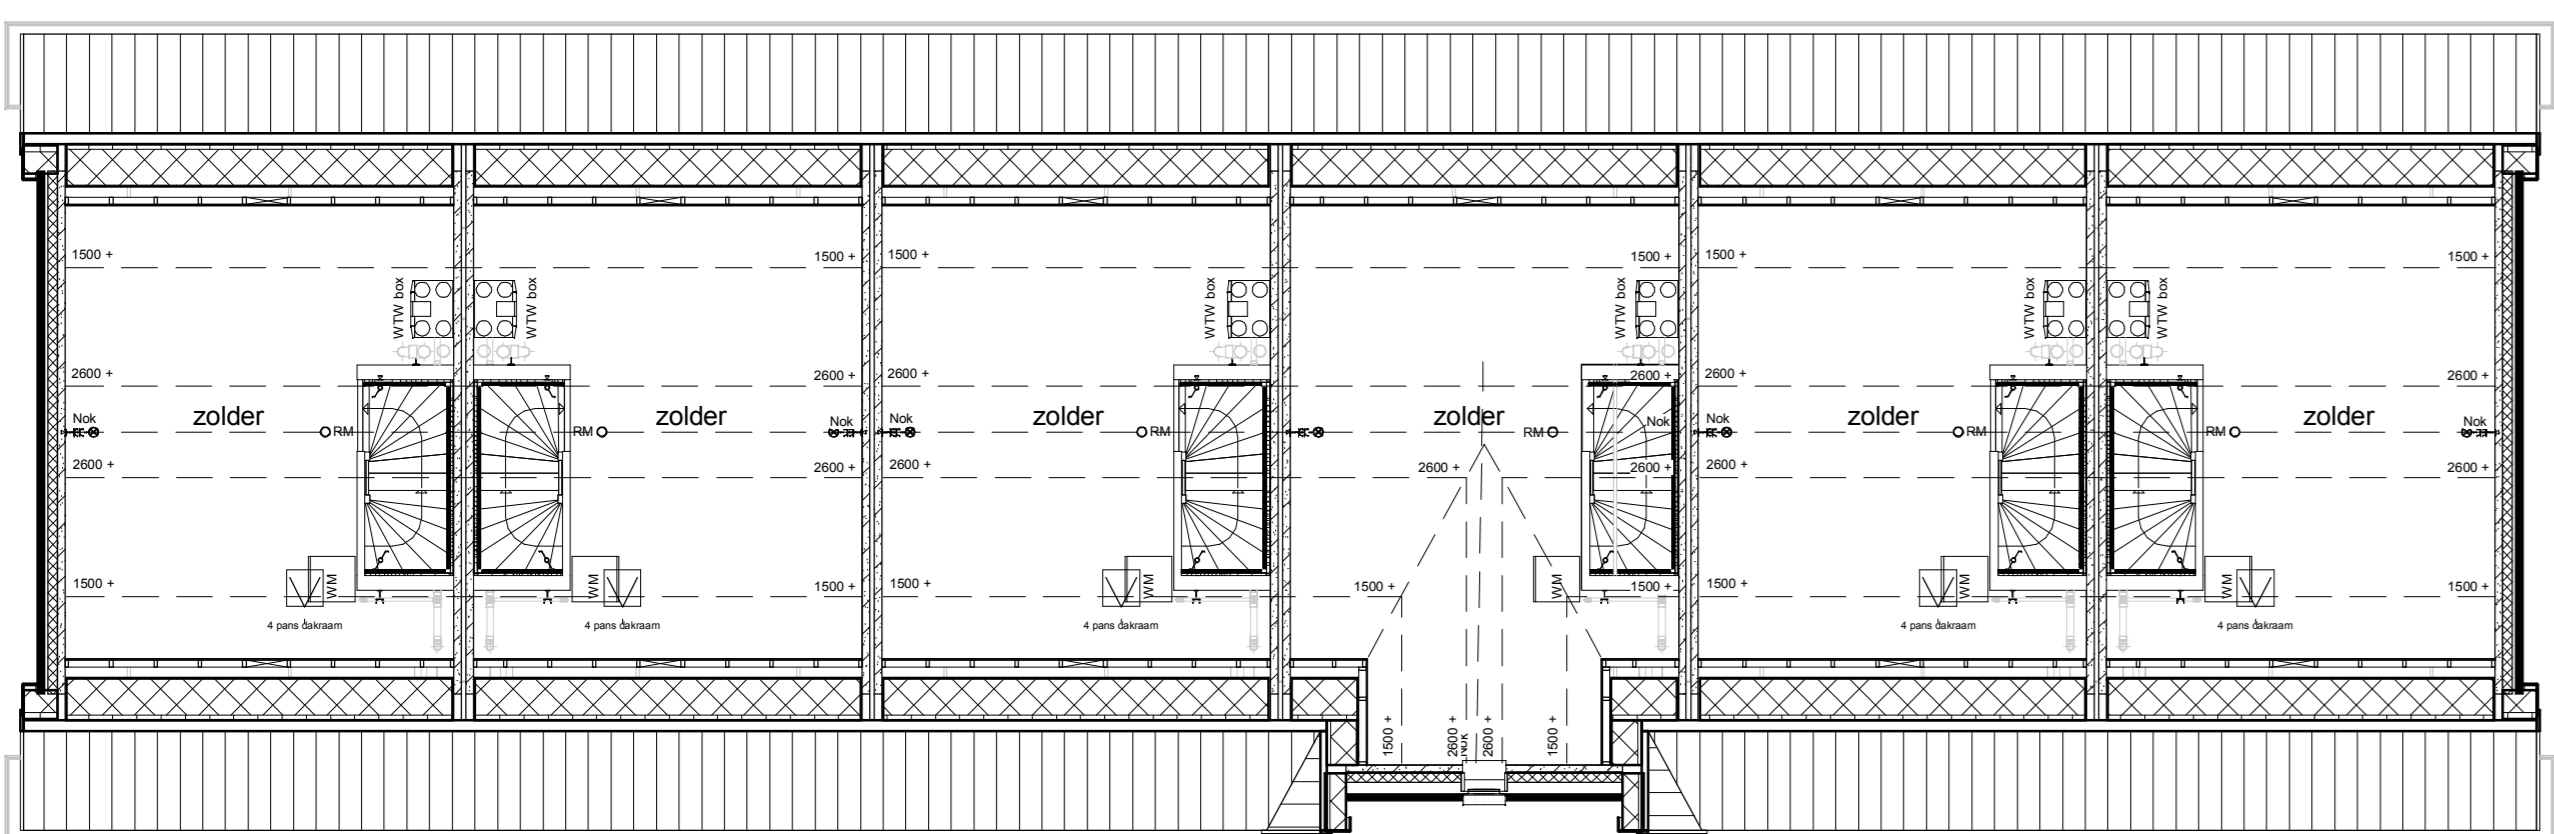 1500 +
1500 +
1500 +
1500 +
1500 +
1500 +
WTW box
WTW box
WTW box
WTW box
WTW box
WTW box
2600 +
2600 +
2600 +
2600 +
2600 +
2600 +
Nok
zolder
RM
RM
zolder
Nok
Nok
zolder
RM
zolder
RM
Nok
Nok
zolder
RM
RM
zolder
Nok
2600 +
2600 +
2600 +
2600 +
2600 +
2600 +
2600 +
1500 +
WM
WM
1500 +
1500 +
WM
1500 +
WM
1500 +
1500 +
WM
WM
1500 +
4 pans dakraam
4 pans dakraam
4 pans dakraam
4 pans dakraam
4 pans dakraam
1500 +
2600 +
Nok
2600 +
1500 +